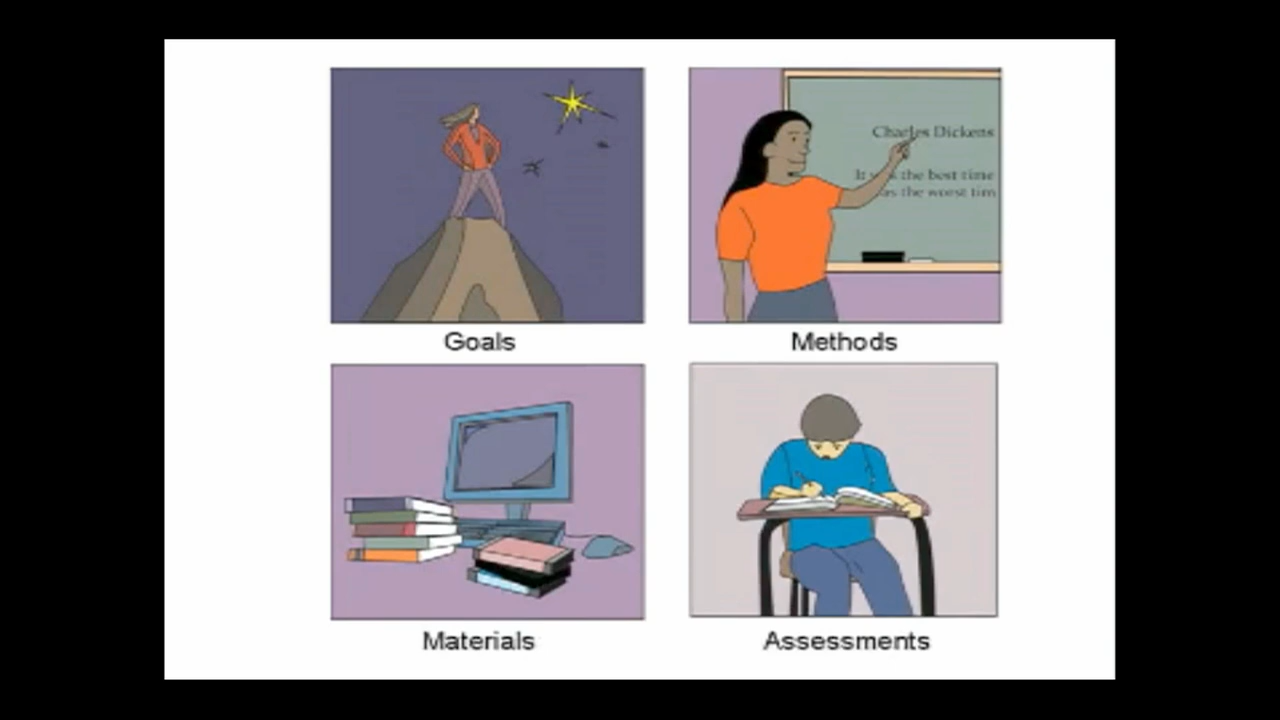 Charles Dickens
It was the best time
as the worst tim
Goals
Methods
Materials
Assessments